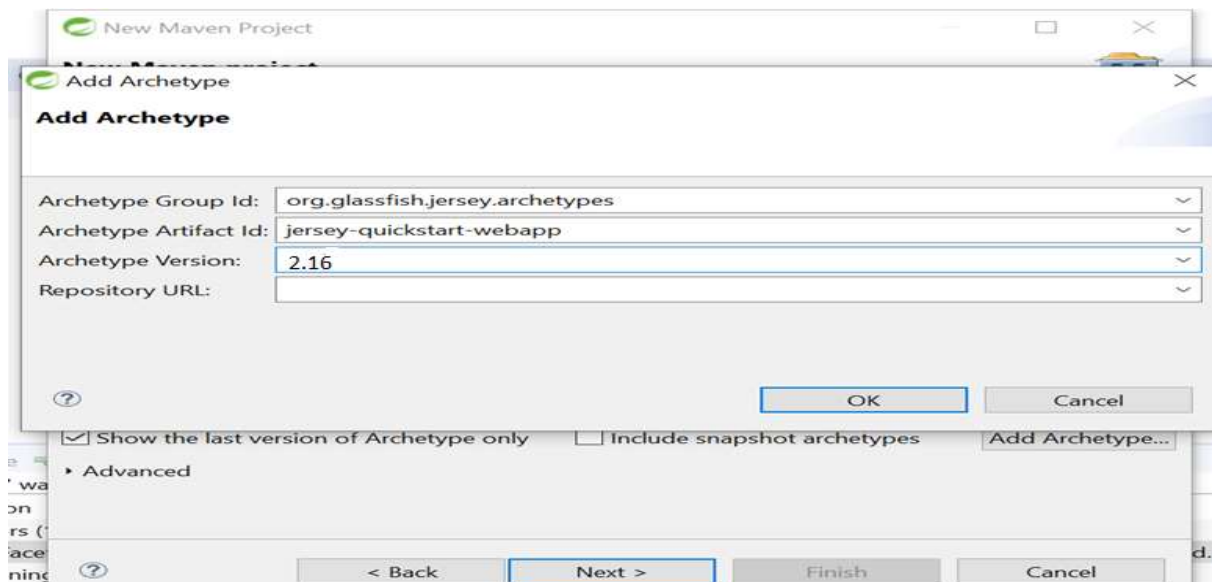 New Maven Project
Add Archetype
Add Archetype
Archetype Group Id: org.glassfish.jersey.archetypes
Archetype Artifact Id: jersey-quickstart-webapp
Archetype Version: 2.16
Repository URL:
OK Cancel
Show the last version of Archetype only Include snapshot archetypes Add Archetype...
Advanced
< Back Next > Finish Cancel